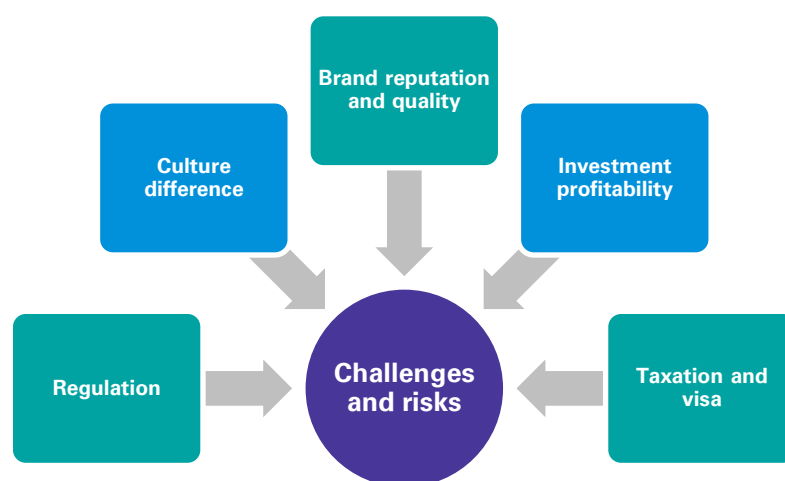 Brand reputation
and quality
Culture
difference
Investment
profitability
Regulation
Challenges
and risks
Taxation and
visa